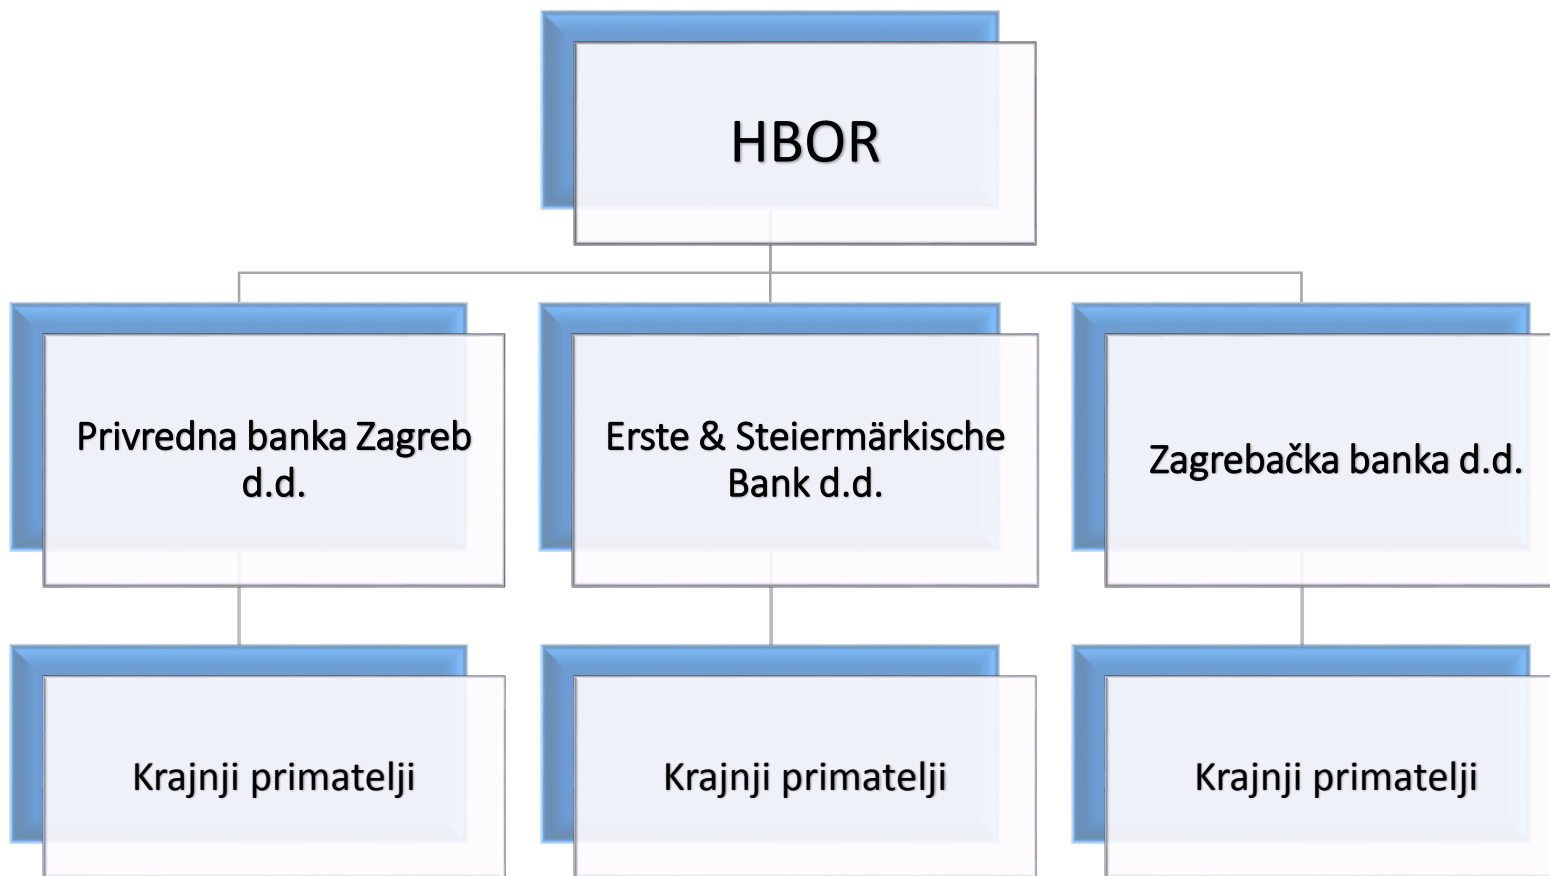 HBOR
Privredna banka Zagreb
d.d.
Erste & Steiermärkische
Bank d.d.
Zagrebačka banka d.d.
Krajnji primatelji
Krajnji primatelji
Krajnji primatelji